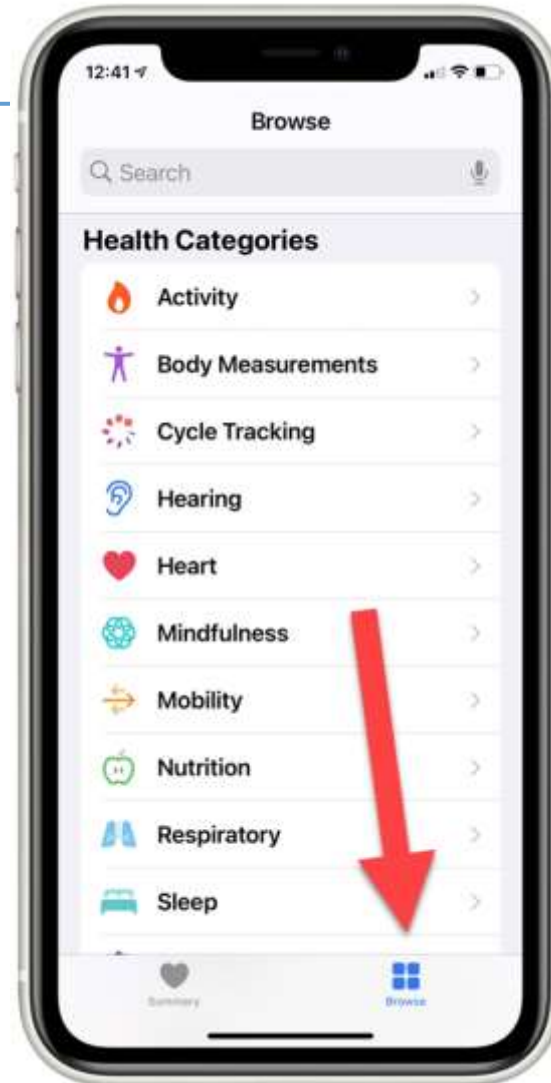 12:41
Browse
Search
Health Categories
Activity
Body Measurements
Cycle Tracking
Hearing
Heart
Mindfulness
Mobility
Nutrition
Respiratory
Sleep
Summary
Browse